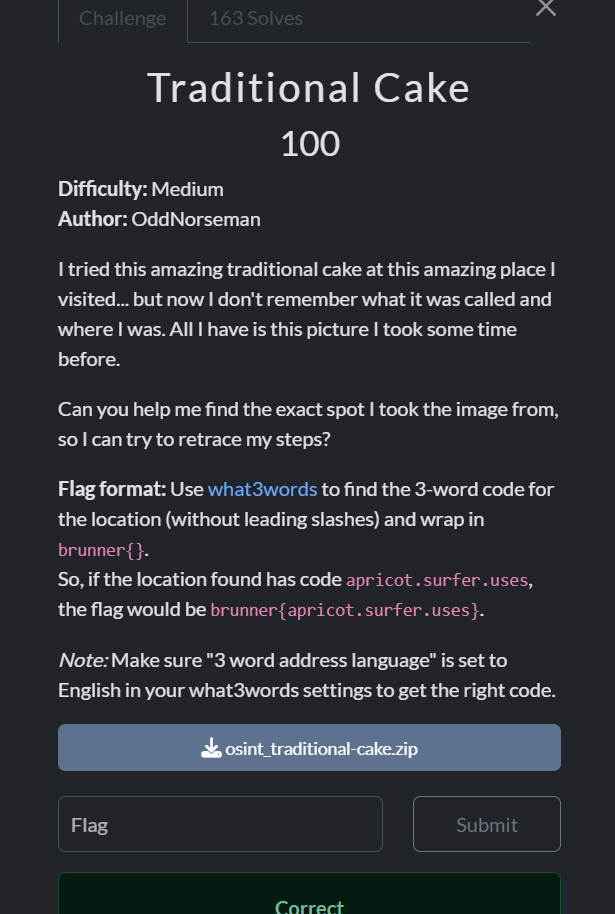 Challenge
163 Solves
Traditional Cake
100
Difficulty: Medium
Author: OddNorseman
I tried this amazing traditional cake at this amazing place I
visited... but now I don't remember what it was called and
where I was. All I have is this picture I took some time
before.
Can you help me find the exact spot I took the image from,
so I can try to retrace my steps?
Flag format: Use what3words to find the 3-word code for
the location (without leading slashes) and wrap in
brunner{}.
So, if the location found has code apricot.surfer.uses,
the flag would be brunner{apricot.surfer.uses}.
Note: Make sure "3 word address language" is set to
English in your what3words settings to get the right code.
osint_traditional-cake.zip
Flag
Submit
Correct